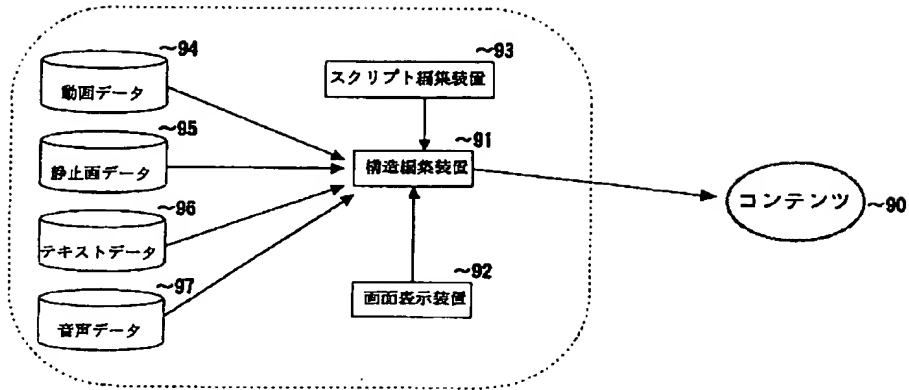 ~94
動画データ
~95
静止画データ
~96
テキストデータ
~97
音声データ
~93
スクリプト編集装置
~91
構造編集装置
~92
画面表示装置
コンテンツ
~90